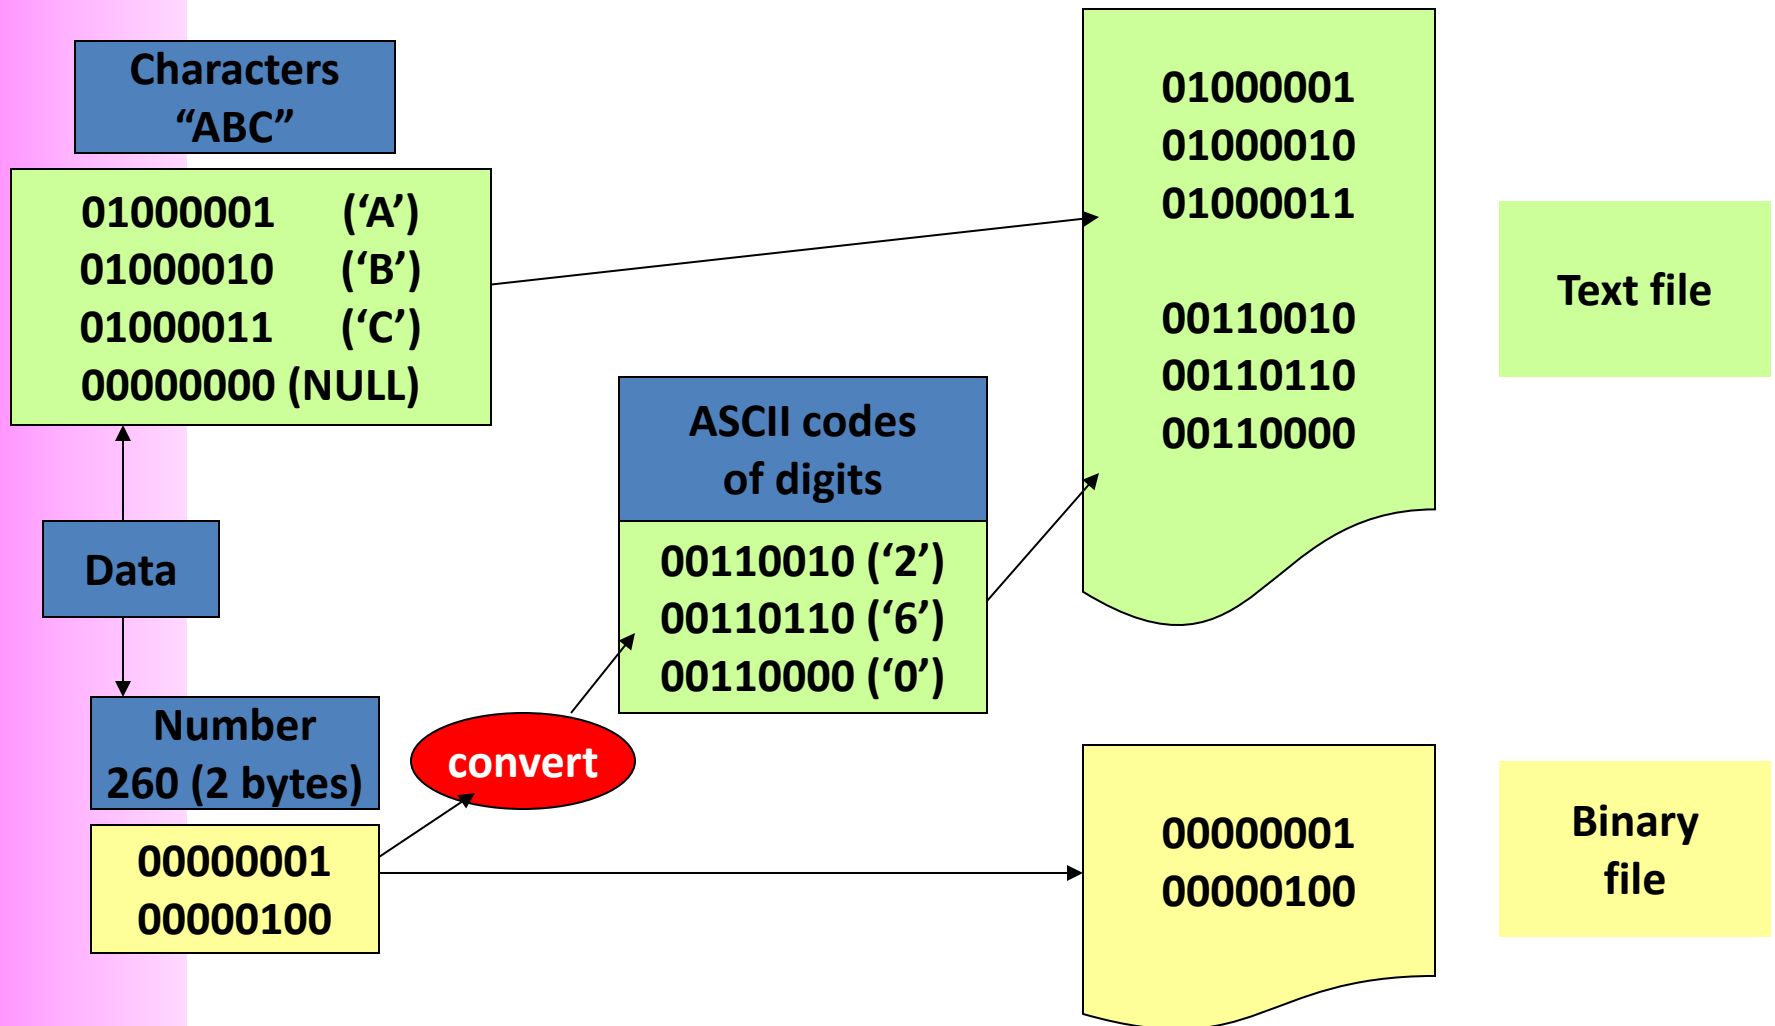 Characters
“ABC”
01000001 (‘A’)
01000010 (‘B’)
01000011 (‘C’)
00000000 (NULL)
Data
Number
260 (2 bytes)
00000001
00000100
convert
ASCII codes
of digits
00110010 (‘2’)
00110110 (‘6’)
00110000 (‘0’)
01000001
01000010
01000011
00110010
00110110
00110000
Text file
00000001
00000100
Binary
file